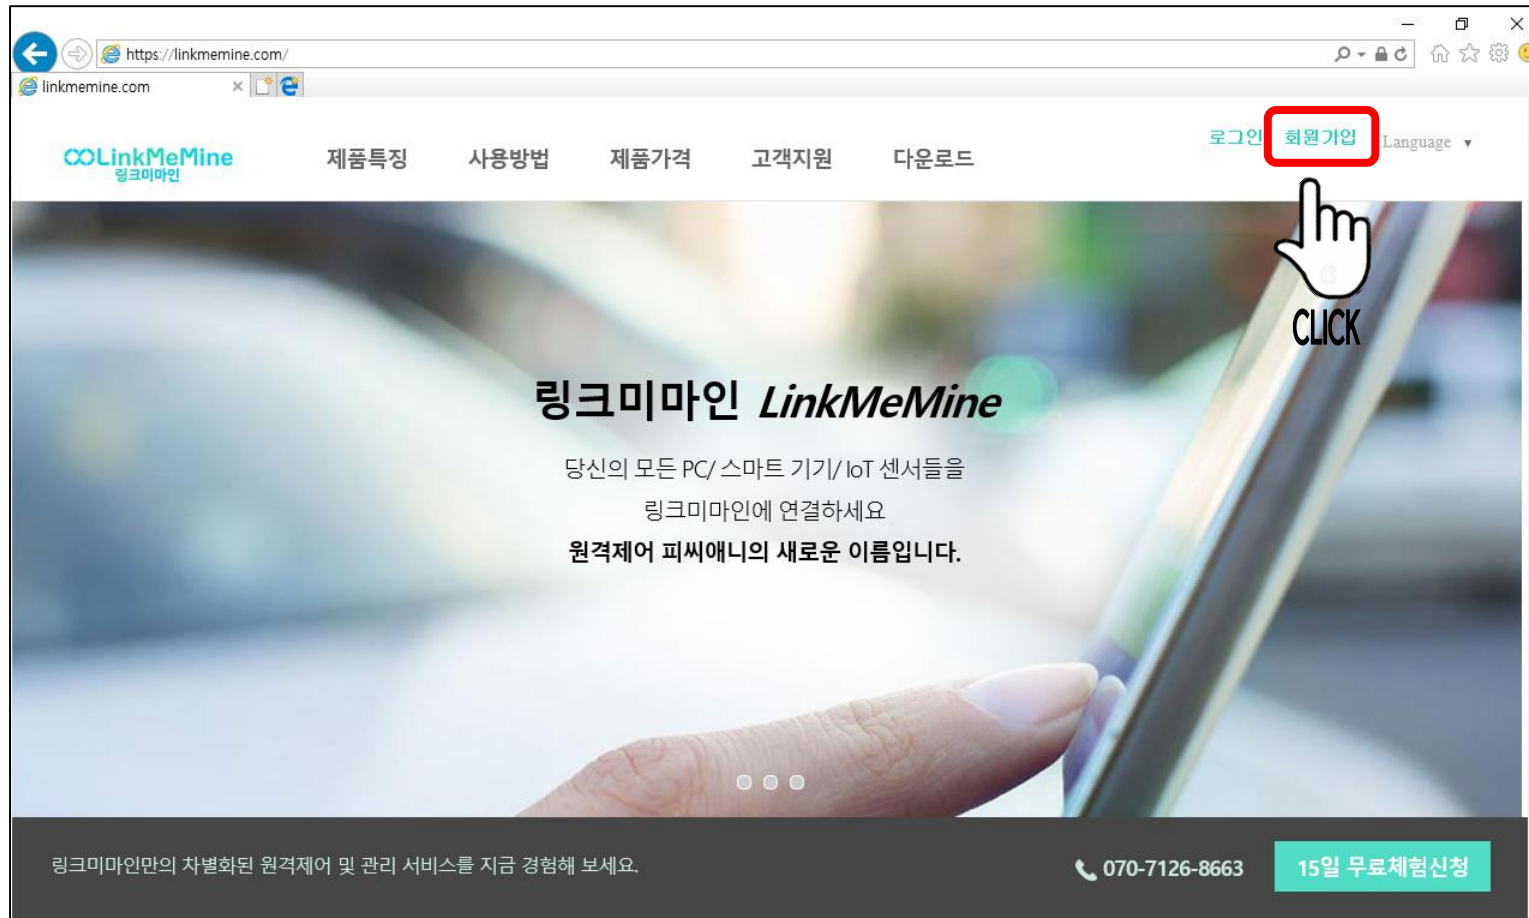 https://linkmemine.com/
linkmemine.com
로그인 회원가입 Language
LinkMeMine
링크미마인
제품특징 사용방법 제품가격 고객지원 다운로드
CLICK
링크미마인 LinkMeMine
당신의 모든 PC/ 스마트 기기/ IoT 센서들을
링크미마인에 연결하세요
원격제어 피씨애니의 새로운 이름입니다.
링크미마인만의 차별화된 원격제어 및 관리 서비스를 지금 경험해 보세요.
070-7126-8663
15일 무료체험신청